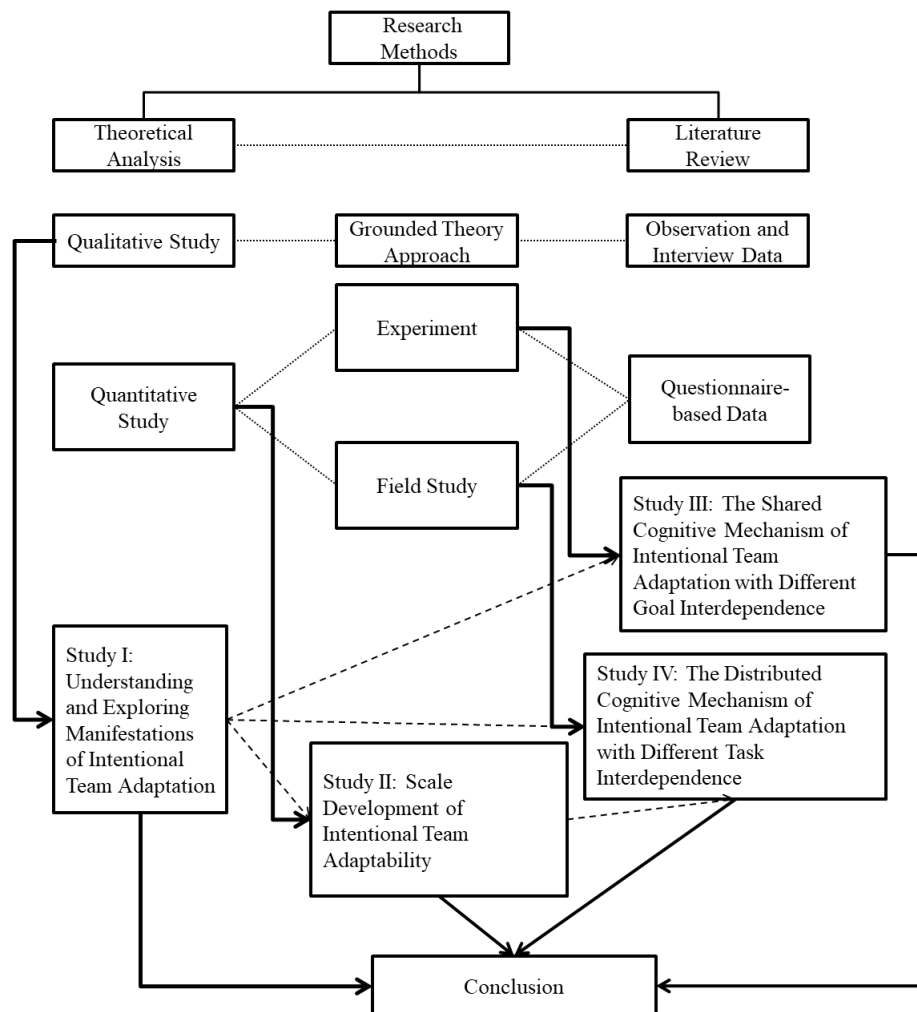 Research
Methods
Theoretical
Analysis
Literature
Review
Qualitative Study
Grounded Theory
Approach
Observation and
Interview Data
Experiment
Quantitative
Study
Questionnaire-
based Data
Field Study
Study III: The Shared
Cognitive Mechanism of
Intentional Team
Adaptation with Different
Goal Interdependence
Study I:
Understanding
and Exploring
Manifestations
of Intentional
Team Adaptation
Study IV: The Distributed
Cognitive Mechanism of
Intentional Team Adaptation
with Different Task
Interdependence
Study II: Scale
Development of
Intentional Team
Adaptability
Conclusion